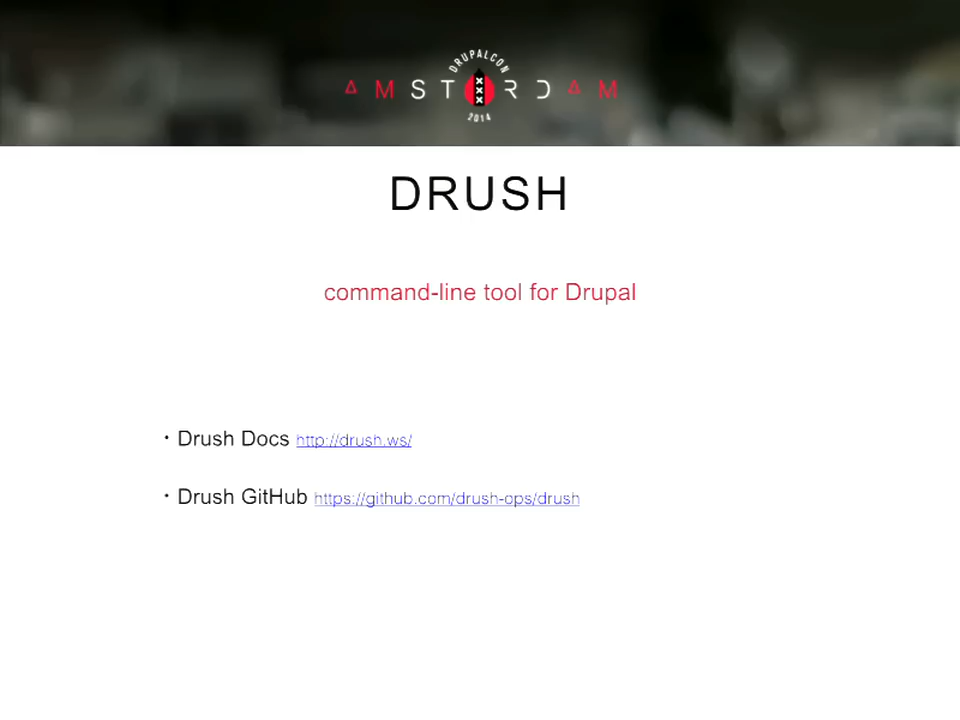 DRUPALCON
AMSTERDAM
2014
DRUSH
command-line tool for Drupal
• Drush Docs http://drush.ws/
• Drush GitHub https://github.com/drush-ops/drush